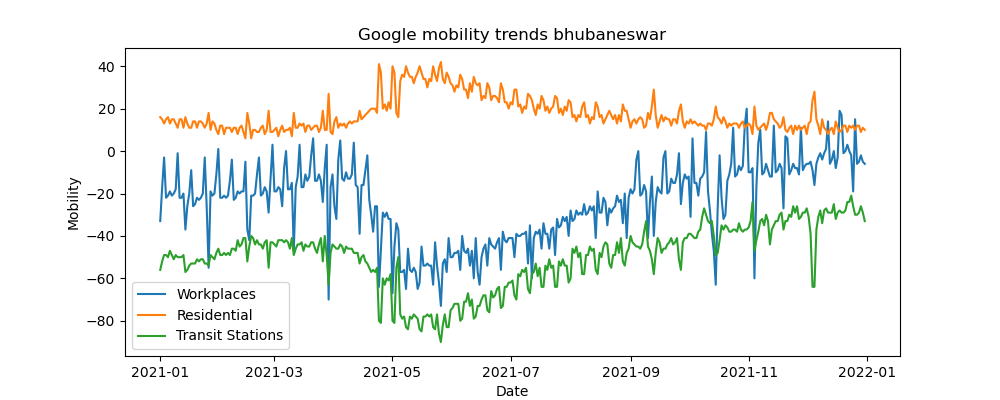 Google mobility trends bhubaneswar
40
20
0
−20
−40
−60
−80
Mobility
Workplaces
Residential
Transit Stations
2021-01 2021-03 2021-05 2021-07 2021-09 2021-11 2022-01
Date